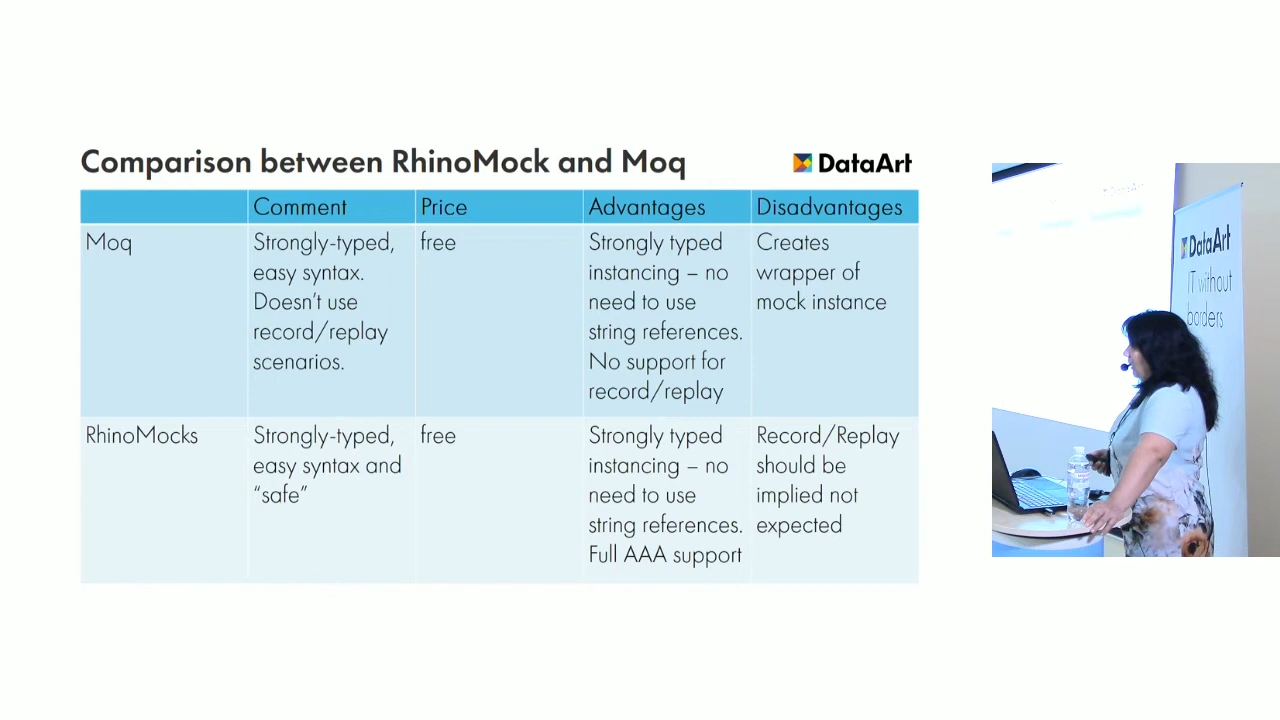 Comparison between RhinoMock and Moq
DataArt
Comment
Price
Advantages
Disadvantages
Moq
Strongly-typed,
easy syntax.
Doesn't use
record/replay
scenarios.
free
Strongly typed
instancing – no
need to use
string references.
No support for
record/replay
Creates
wrapper of
mock instance
RhinoMocks
Strongly-typed,
easy syntax and
“safe”
free
Strongly typed
instancing – no
need to use
string references.
Full AAA support
Record/Replay
should be
implied not
expected
DataArt
IT without
borders